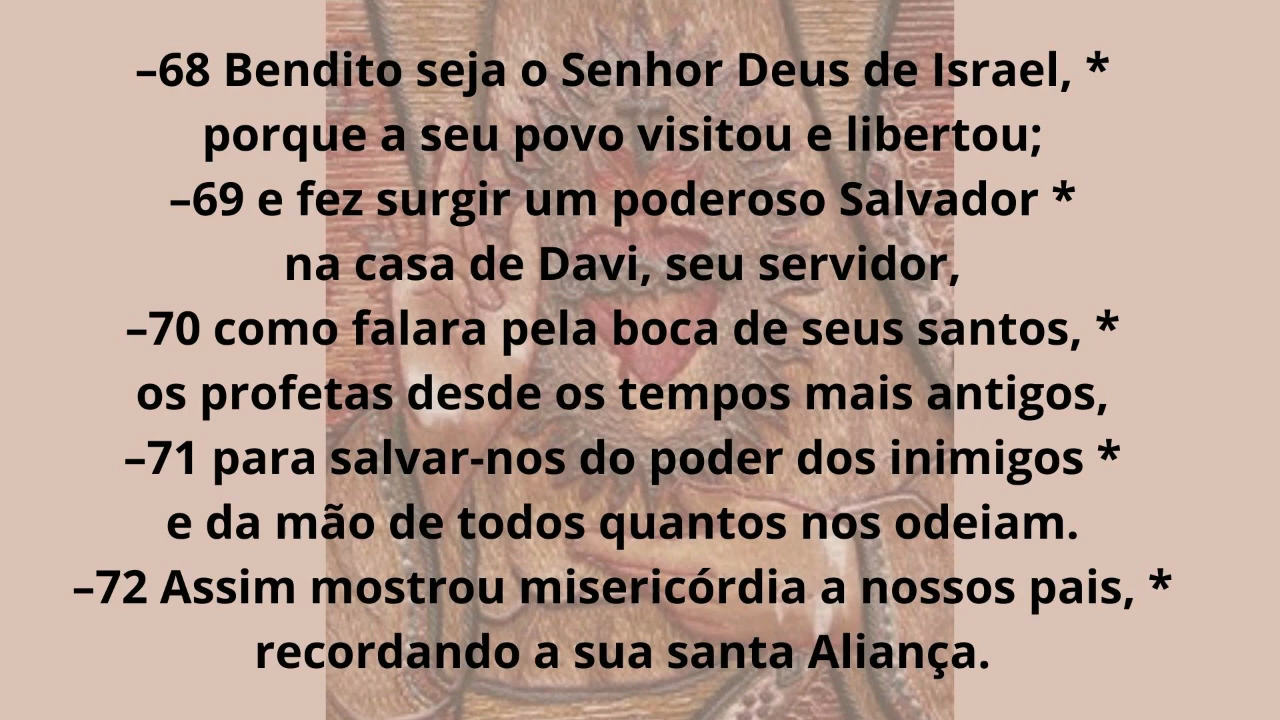 –68 Bendito seja o Senhor Deus de Israel, *
porque a seu povo visitou e libertou;
–69 e fez surgir um poderoso Salvador *
na casa de Davi, seu servidor,
–70 como falara pela boca de seus santos, *
os profetas desde os tempos mais antigos,
–71 para salvar-nos do poder dos inimigos *
e da mão de todos quantos nos odeiam.
–72 Assim mostrou misericórdia a nossos pais, *
recordando a sua santa Aliança.